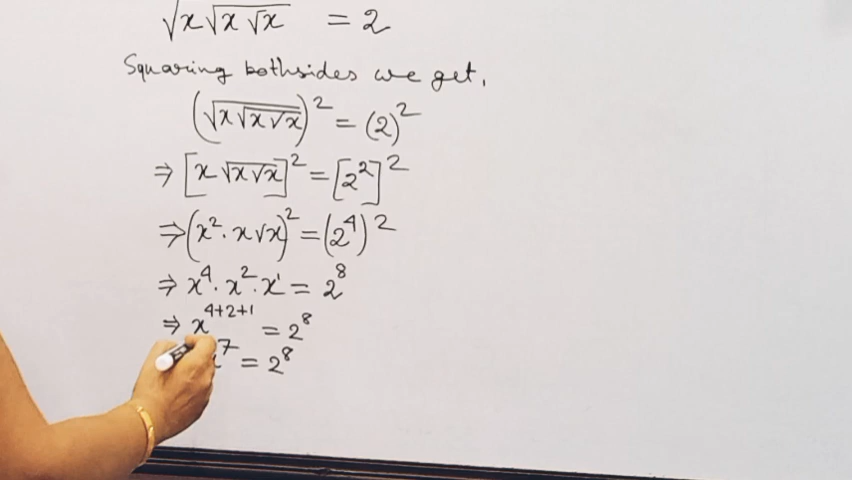 √(x√(x√x)) = 2
Squaring bothsides we get,
(√(x√(x√x)))² = (2)²
⇒ [x√(x√x)]² = [2²]²
⇒ (x² · x√x)² = (2⁴)²
⇒ x⁴ · x² · x¹ = 2⁸
⇒ x⁴⁺²⁺¹ = 2⁸
x⁷ = 2⁸